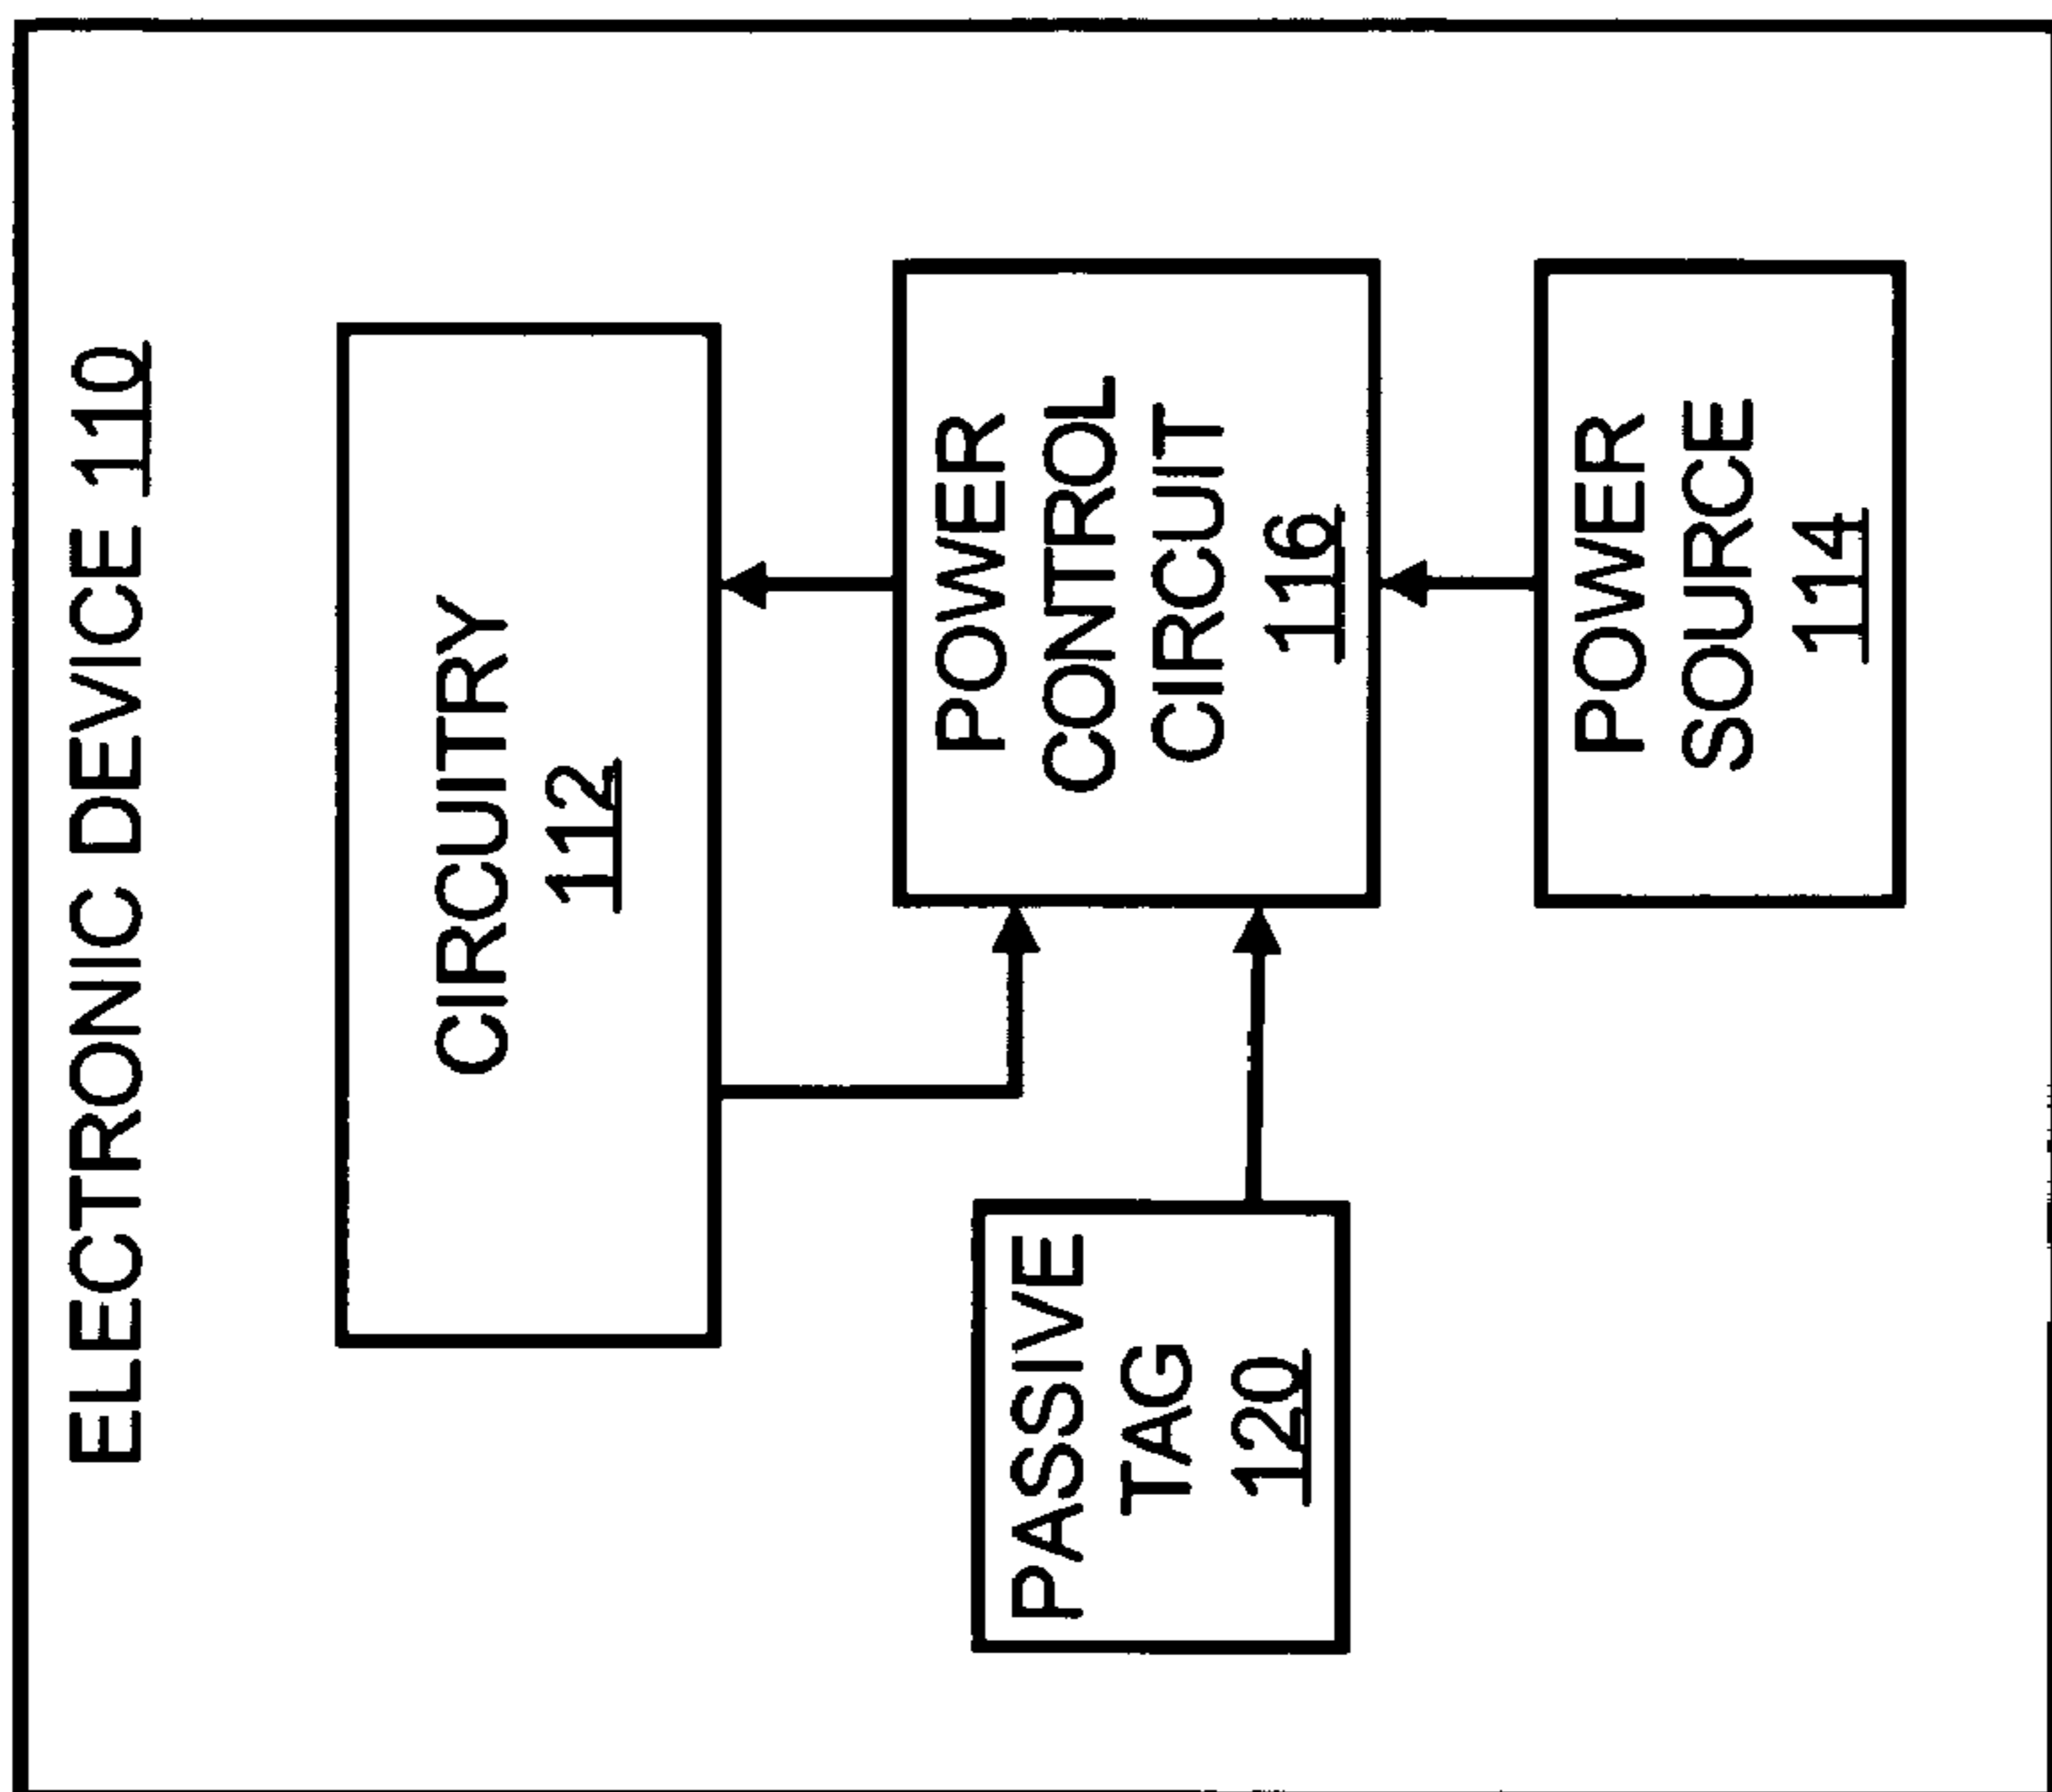 ELECTRONIC DEVICE 110
CIRCUITRY
112
PASSIVE
TAG
120
POWER
CONTROL
CIRCUIT
116
POWER
SOURCE
114